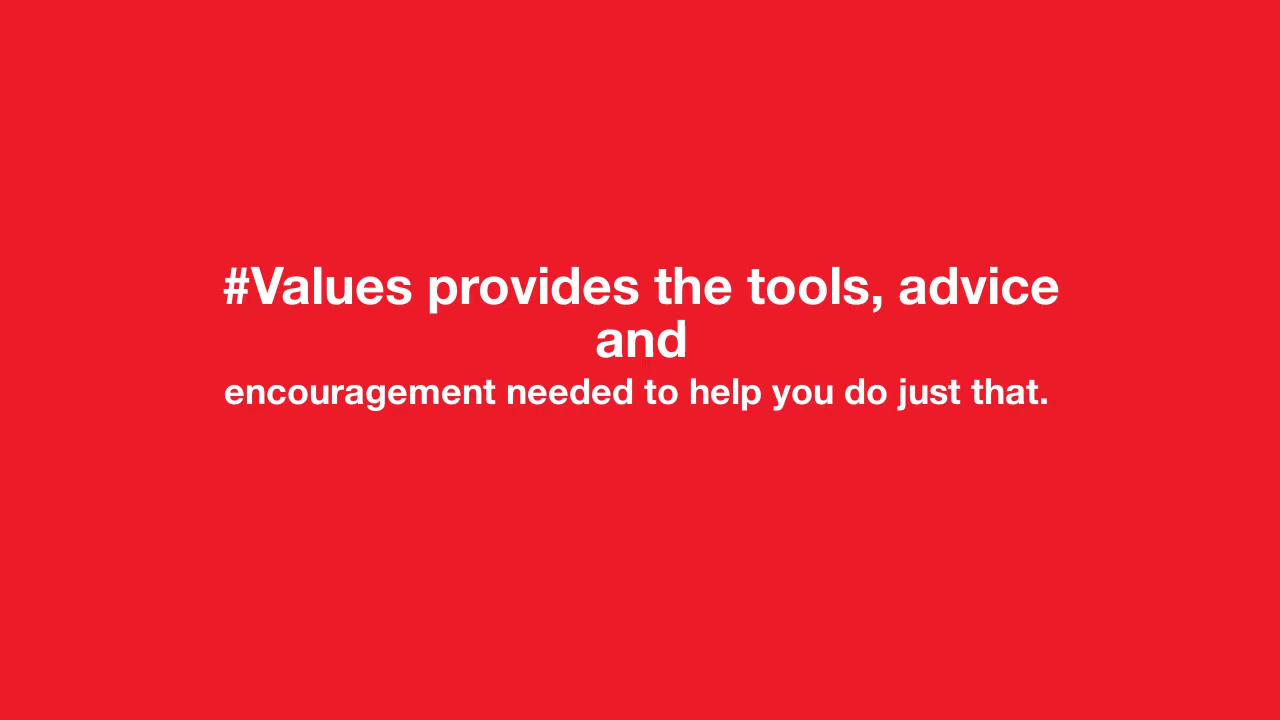 #Values provides the tools, advice
and
encouragement needed to help you do just that.